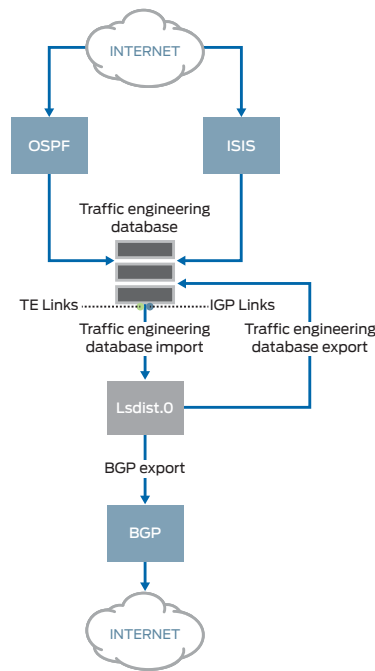 INTERNET
OSPF
ISIS
Traffic engineering
database
TE Links
IGP Links
Traffic engineering
database import
Traffic engineering
database export
Lsdist.0
BGP export
BGP
INTERNET